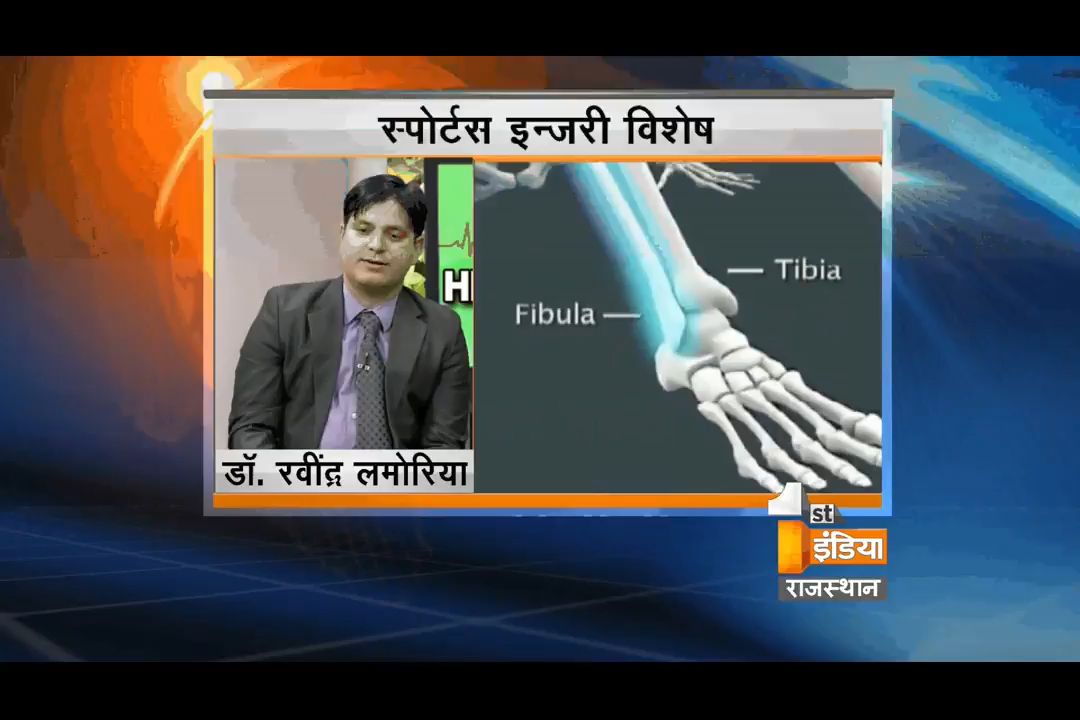 स्पोर्टस इन्जरी विशेष
H
Fibula
Tibia
डॉ. रवींद्र लमोरिया
1st
इंडिया
राजस्थान